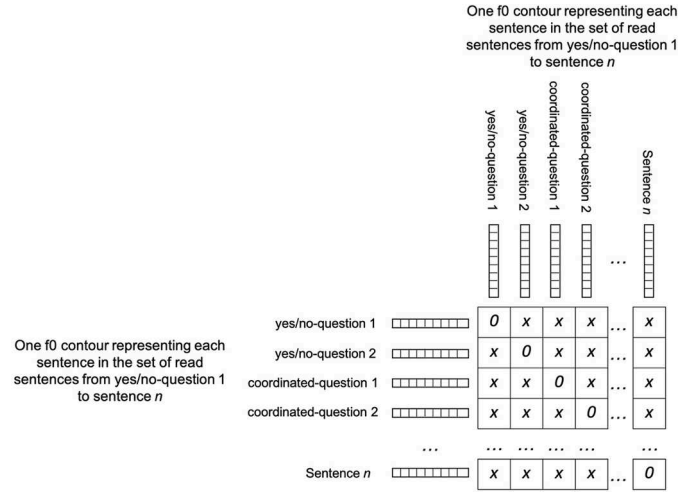 One f0 contour representing each
sentence in the set of read
sentences from yes/no-question 1
to sentence n
yes/no-question 1
yes/no-question 2
coordinated-question 1
coordinated-question 2
Sentence n
...
One f0 contour representing each
sentence in the set of read
sentences from yes/no-question 1
to sentence n
yes/no-question 1 0 x x x ... x
yes/no-question 2 x 0 x x ... x
coordinated-question 1 x x 0 x ... x
coordinated-question 2 x x x 0 ... x
... ... ... ... ... ...
Sentence n x x x x ... 0